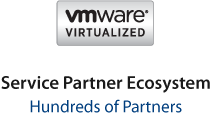 vmware®
VIRTUALIZED
Service Partner Ecosystem
Hundreds of Partners